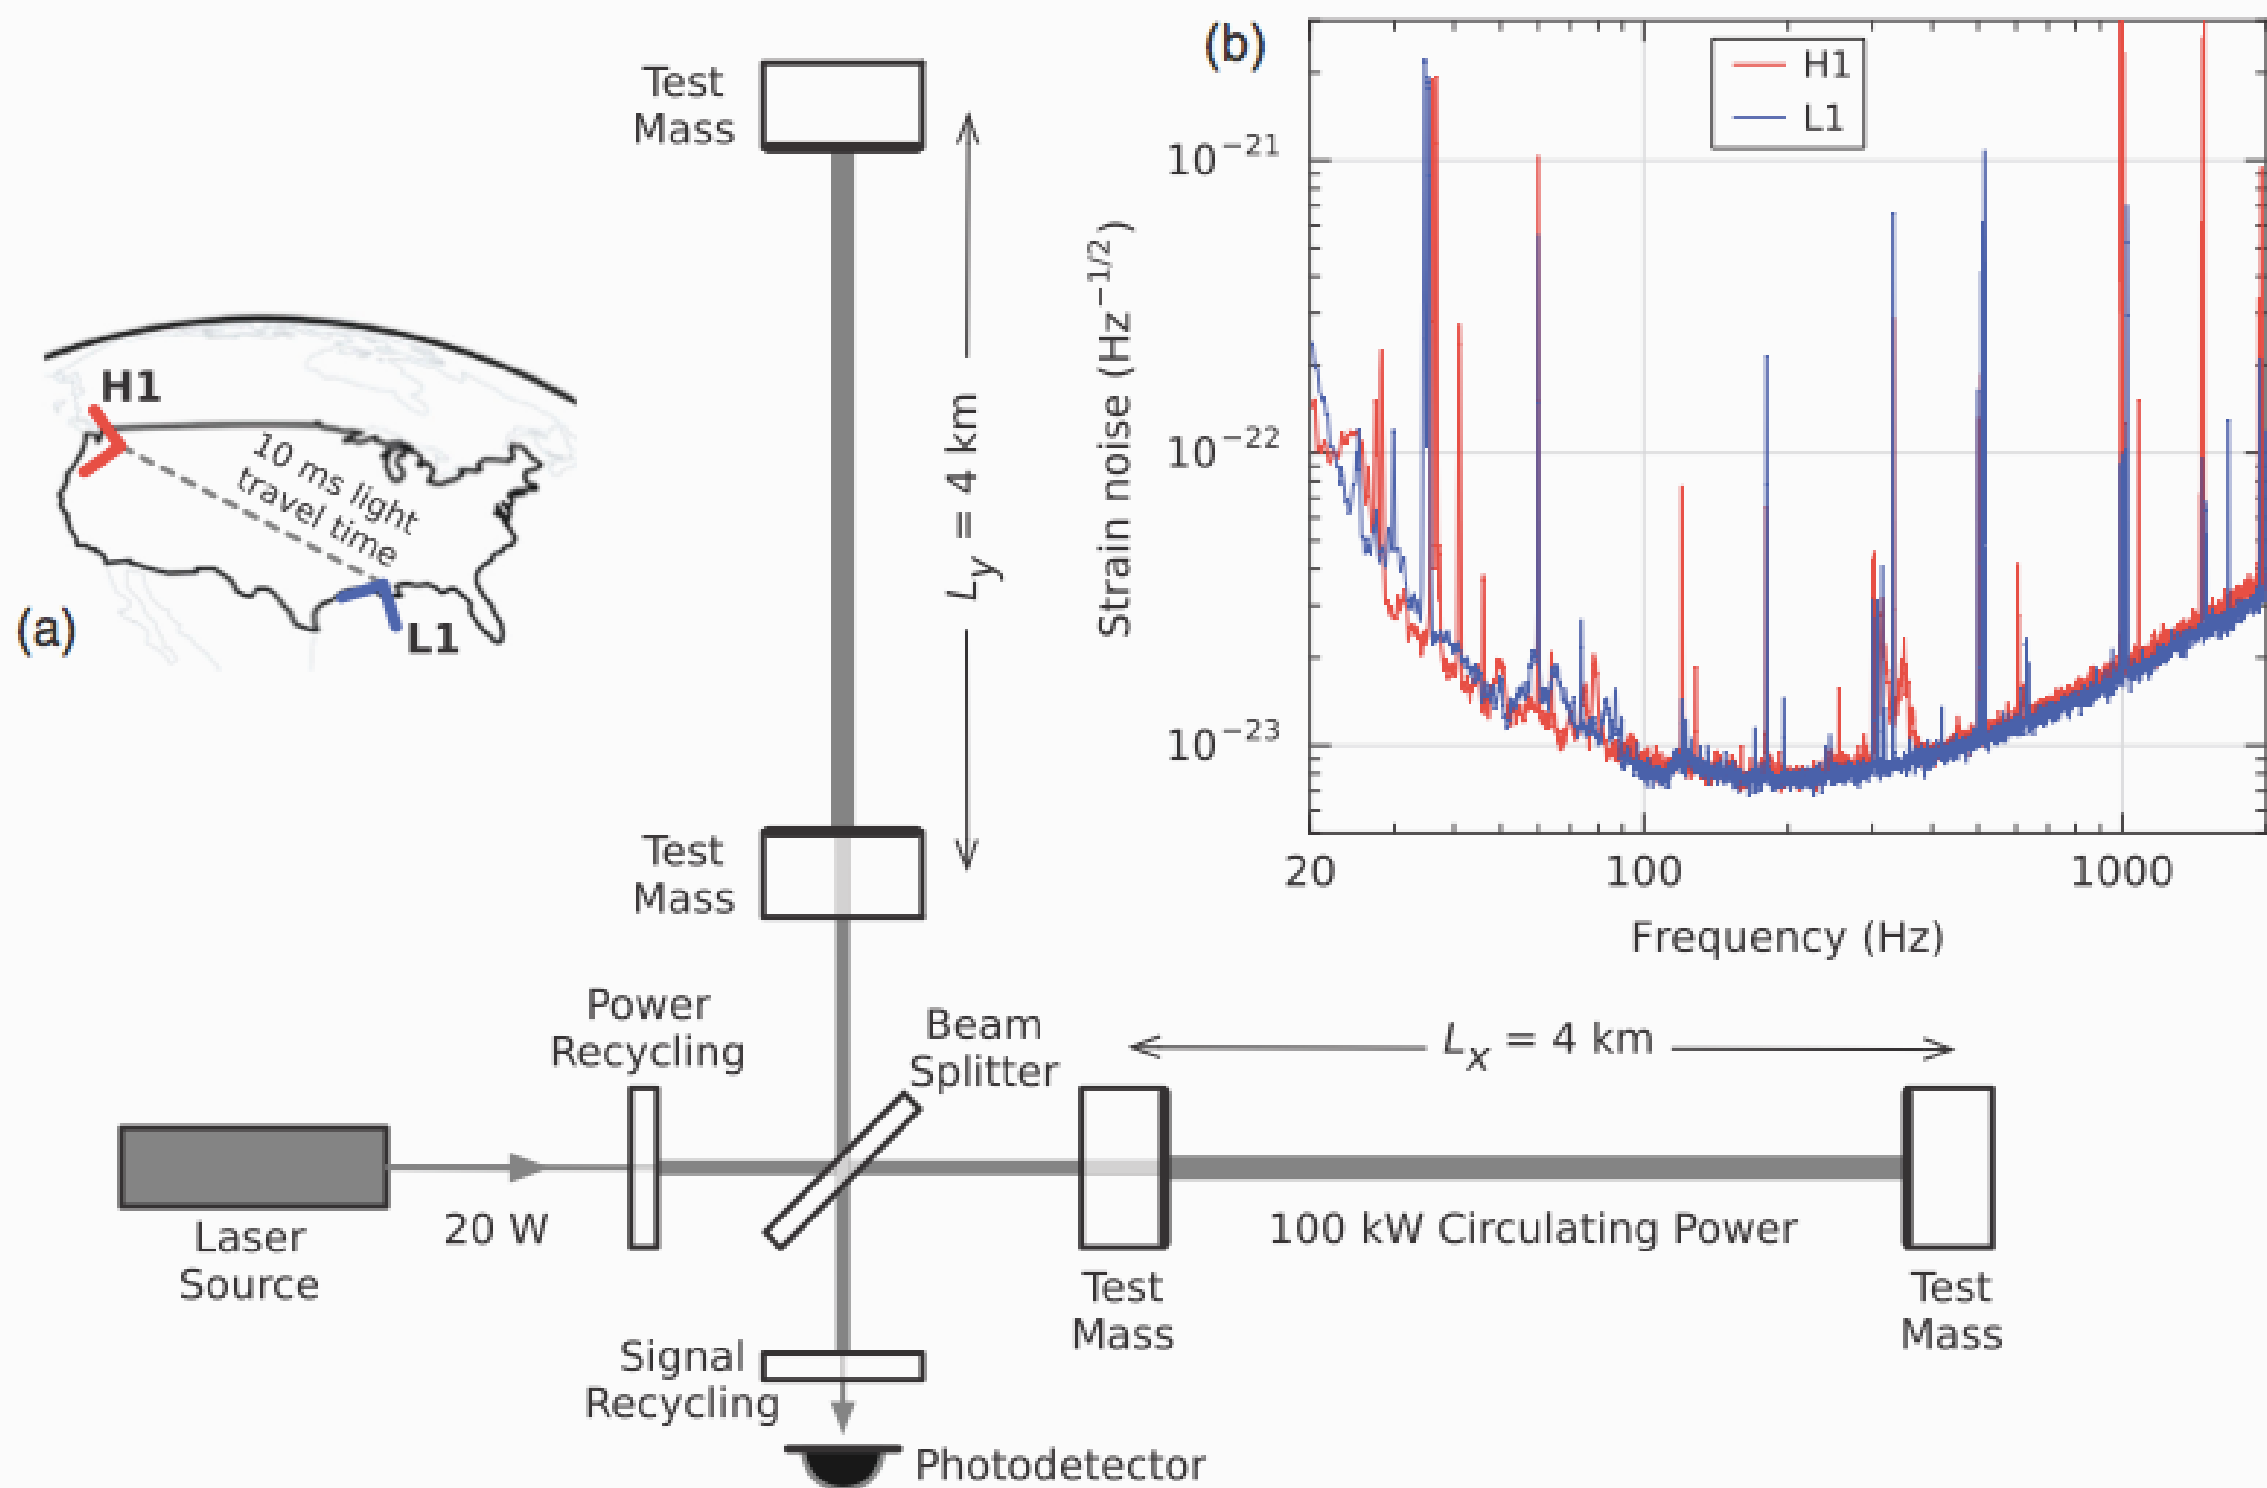 (a)
H1
10 ms light
travel time
L1
Test
Mass
L_y = 4 km
Test
Mass
(b)
H1
L1
Strain noise (Hz^−1/2)
10^−21
10^−22
10^−23
20
100
1000
Frequency (Hz)
Power
Recycling
Beam
Splitter
L_x = 4 km
Laser
Source
20 W
100 kW Circulating Power
Test
Mass
Test
Mass
Signal
Recycling
Photodetector